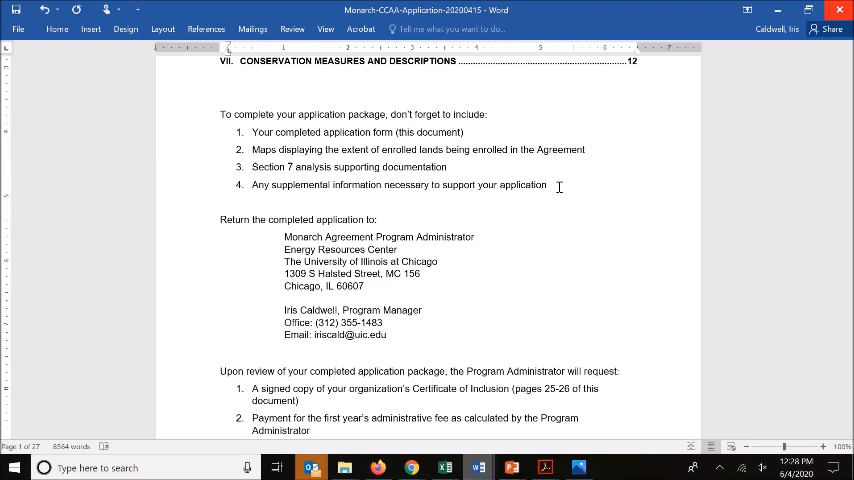 Monarch-CCAA-Application-20200415 - Word
File Home Insert Design Layout References Mailings Review View Acrobat Tell me what you want to do... Caldwell, Iris Share
1 1 2 3 4 5 6 7
VII. CONSERVATION MEASURES AND DESCRIPTIONS ............................................................ 12
To complete your application package, don't forget to include:
1. Your completed application form (this document)
2. Maps displaying the extent of enrolled lands being enrolled in the Agreement
3. Section 7 analysis supporting documentation
4. Any supplemental information necessary to support your application
Return the completed application to:
Monarch Agreement Program Administrator
Energy Resources Center
The University of Illinois at Chicago
1309 S Halsted Street, MC 156
Chicago, IL 60607
Iris Caldwell, Program Manager
Office: (312) 355-1483
Email: iriscald@uic.edu
Upon review of your completed application package, the Program Administrator will request:
1. A signed copy of your organization's Certificate of Inclusion (pages 25-26 of this
document)
2. Payment for the first year's administrative fee as calculated by the Program
Administrator
Page 1 of 27 8564 words 100%
Type here to search 12:28 PM
6/4/2020